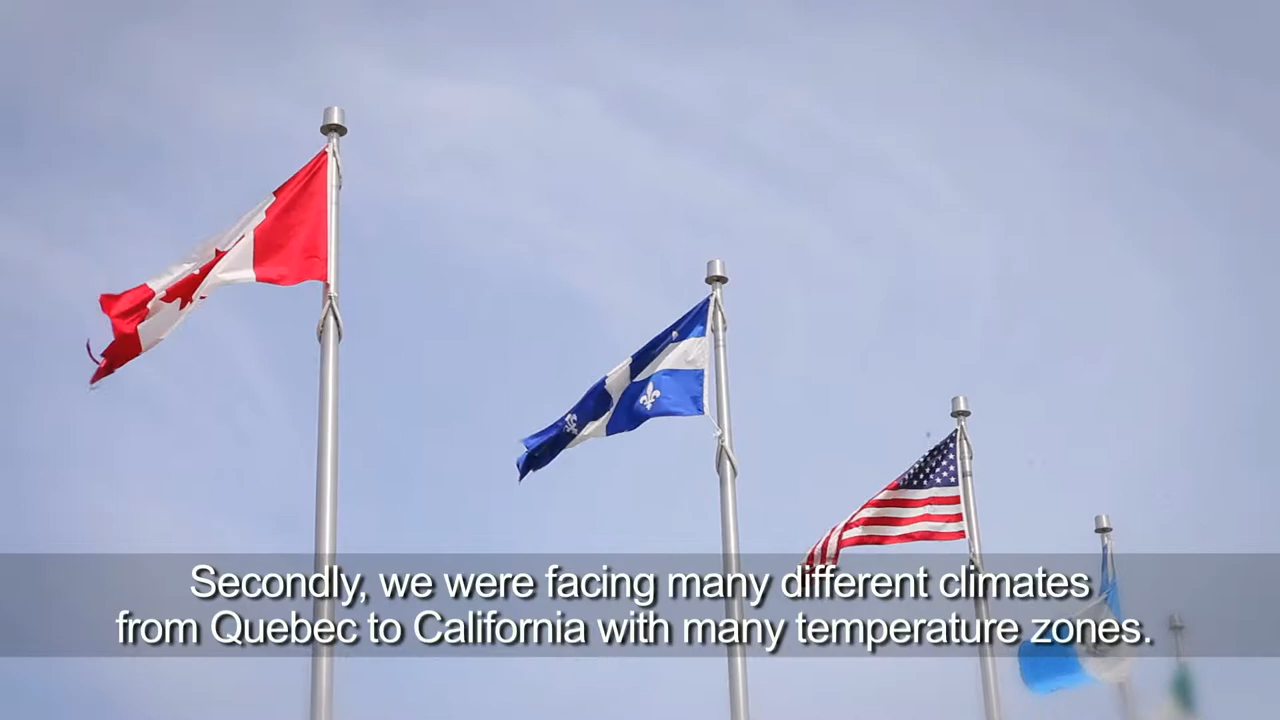 Secondly, we were facing many different climates
from Quebec to California with many temperature zones.